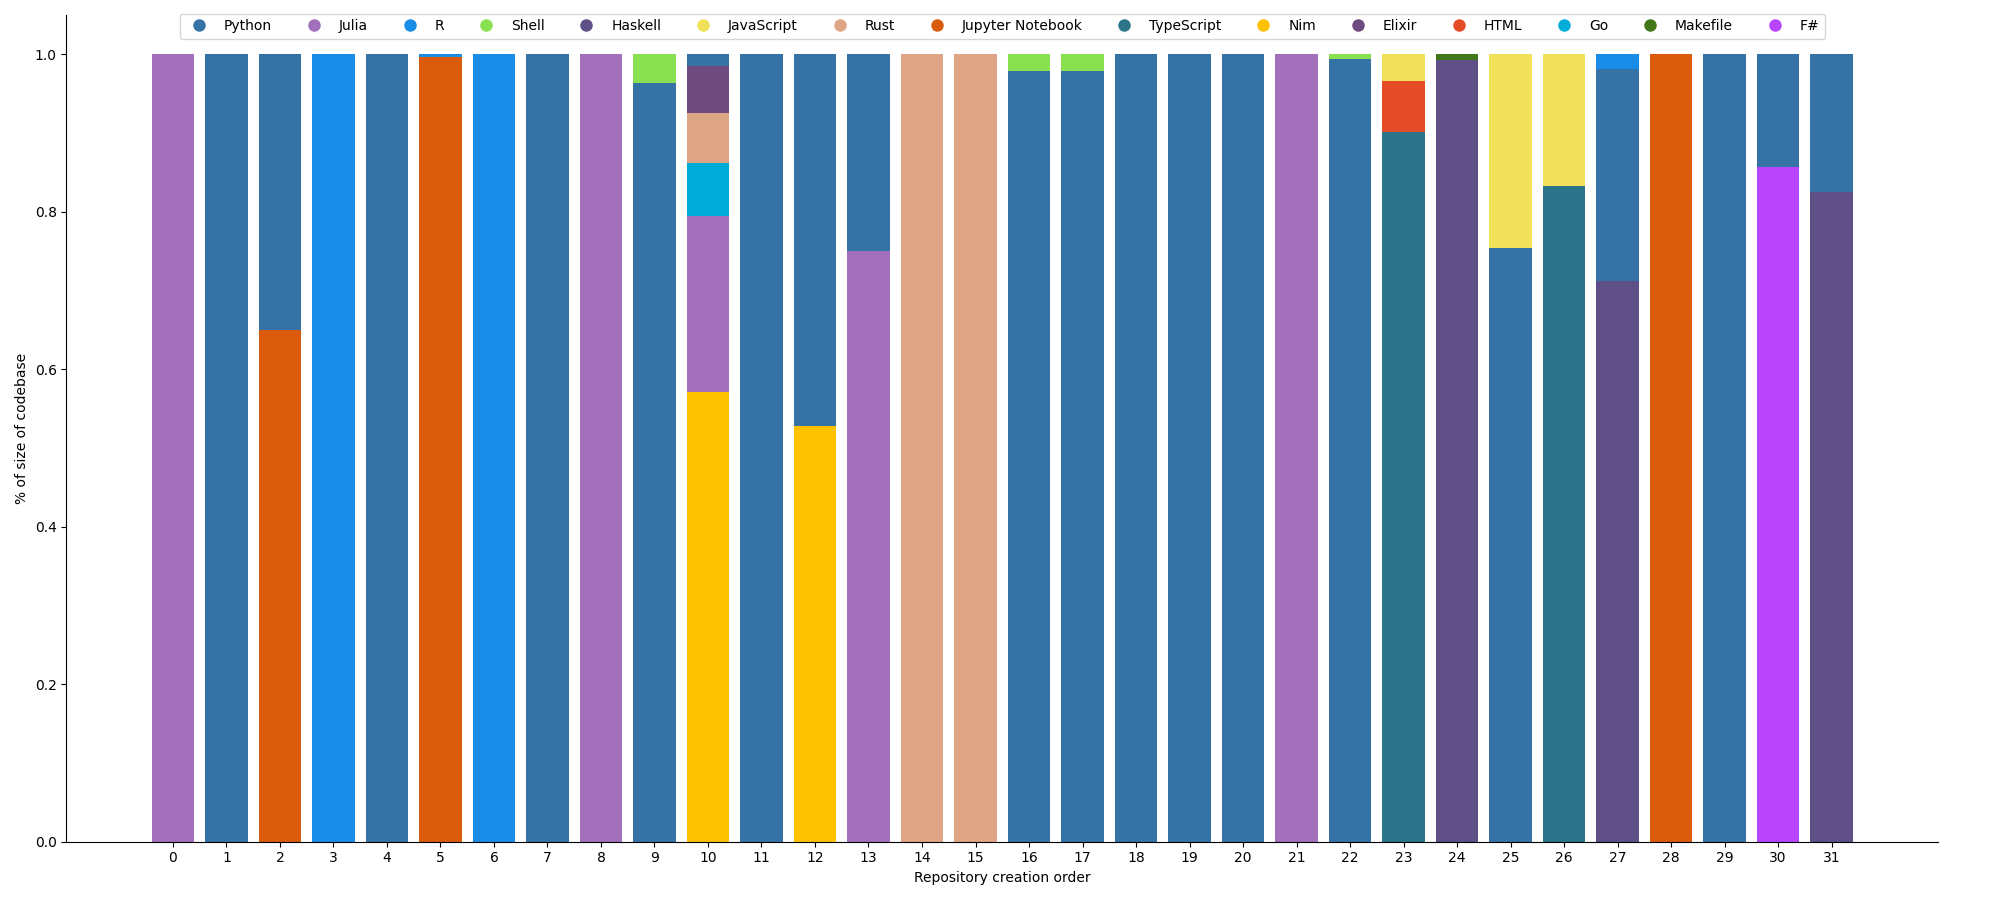 Python Julia R Shell Haskell JavaScript Rust Jupyter Notebook TypeScript Nim Elixir HTML Go Makefile F#
1.0
0.8
0.6
0.4
0.2
0.0
% of size of codebase
0 1 2 3 4 5 6 7 8 9 10 11 12 13 14 15 16 17 18 19 20 21 22 23 24 25 26 27 28 29 30 31
Repository creation order